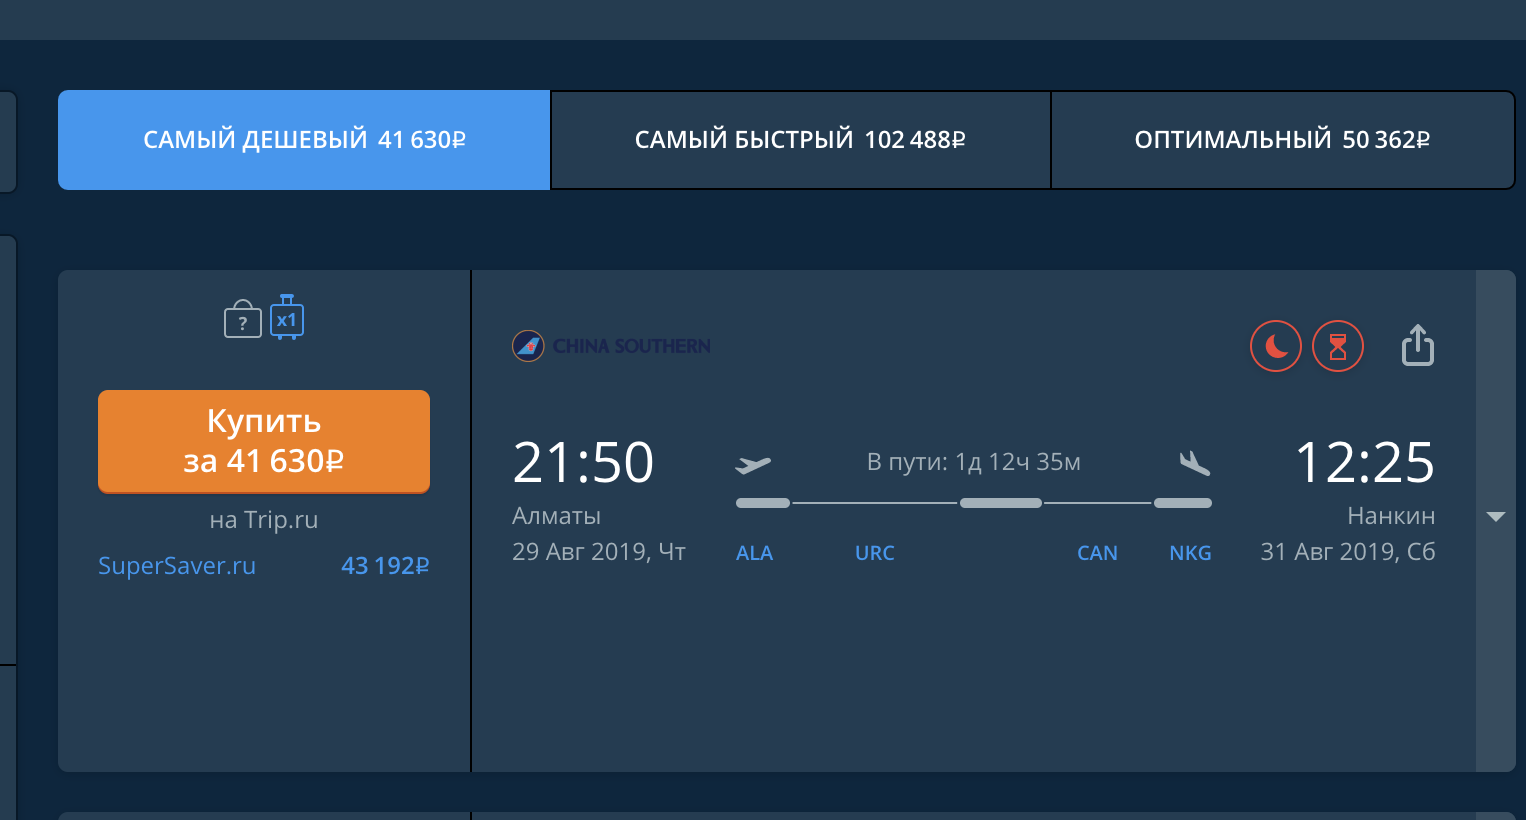 САМЫЙ ДЕШЕВЫЙ 41 630₽
САМЫЙ БЫСТРЫЙ 102 488₽
ОПТИМАЛЬНЫЙ 50 362₽
? x1
Купить
за 41 630₽
на Trip.ru
SuperSaver.ru 43 192₽
CHINA SOUTHERN
21:50
В пути: 1д 12ч 35м
12:25
Алматы
Нанкин
29 Авг 2019, Чт
ALA URC CAN NKG
31 Авг 2019, Сб